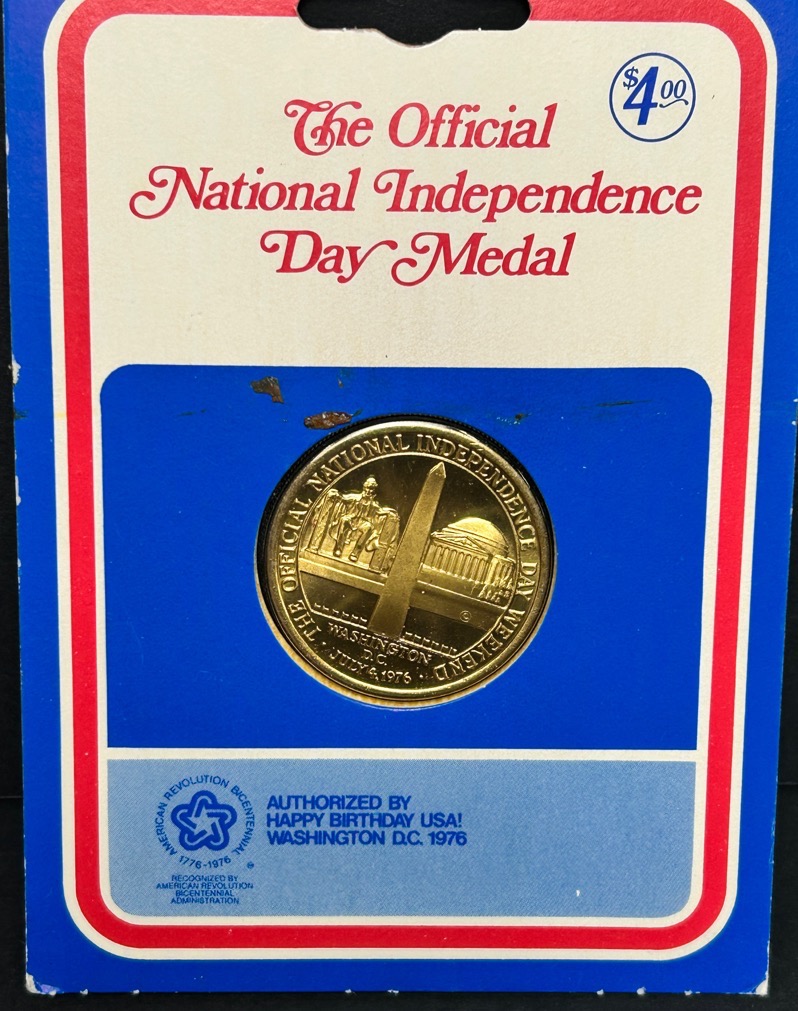 $4.00
The Official
National Independence
Day Medal
THE OFFICIAL NATIONAL INDEPENDENCE DAY WEEKEND
©
WASHINGTON
D.C.
· JULY 4, 1976 ·
AMERICAN REVOLUTION BICENTENNIAL
1776-1976
RECOGNIZED BY
AMERICAN REVOLUTION
BICENTENNIAL
ADMINISTRATION
AUTHORIZED BY
HAPPY BIRTHDAY USA!
WASHINGTON D.C. 1976